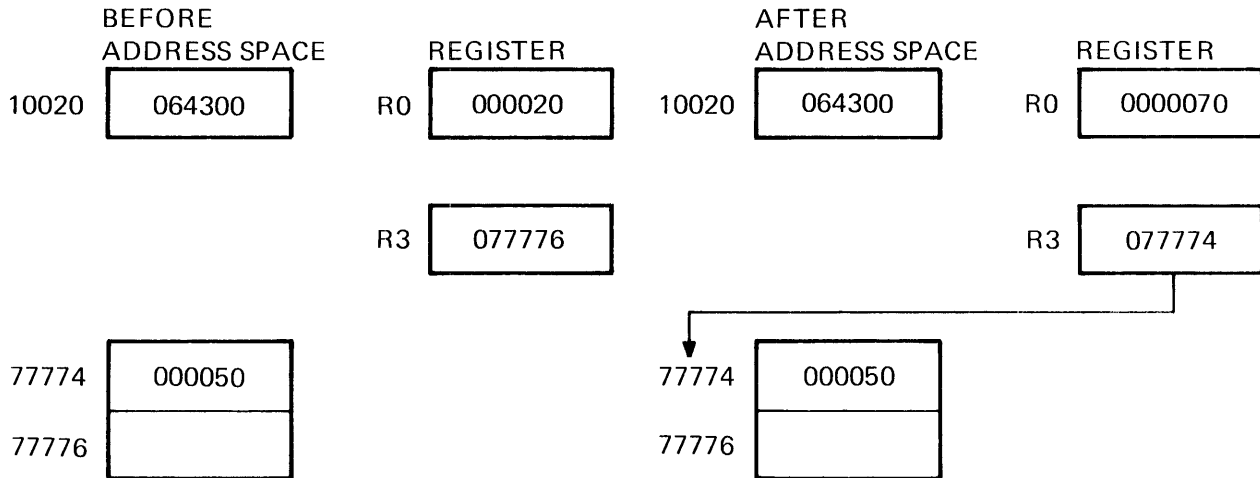 BEFORE
ADDRESS SPACE
REGISTER
AFTER
ADDRESS SPACE
REGISTER
10020 064300
R0 000020
10020 064300
R0 0000070
R3 077776
R3 077774
77774 000050
77776
77774 000050
77776